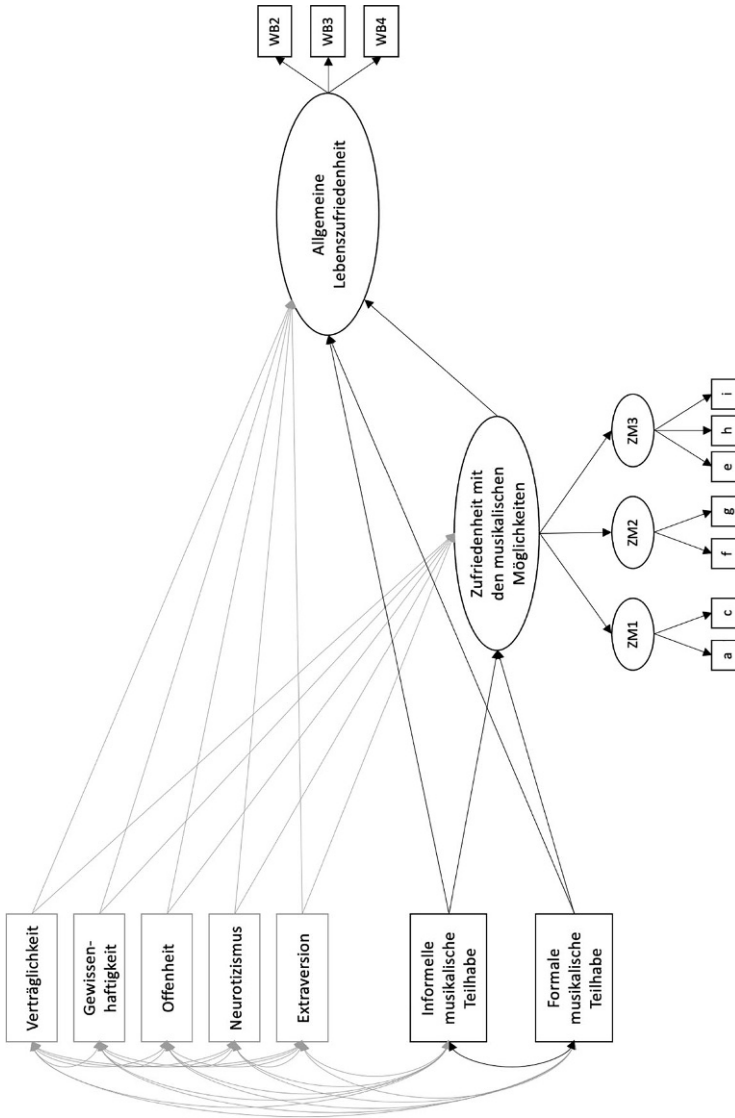 Verträglichkeit
Gewissen-
haftigkeit
Offenheit
Neurotizismus
Extraversion
Informelle
musikalische
Teilhabe
Formale
musikalische
Teilhabe
Zufriedenheit mit
den musikalischen
Möglichkeiten
ZM1
ZM2
ZM3
a
c
f
g
e
h
i
Allgemeine
Lebenszufriedenheit
WB2
WB3
WB4